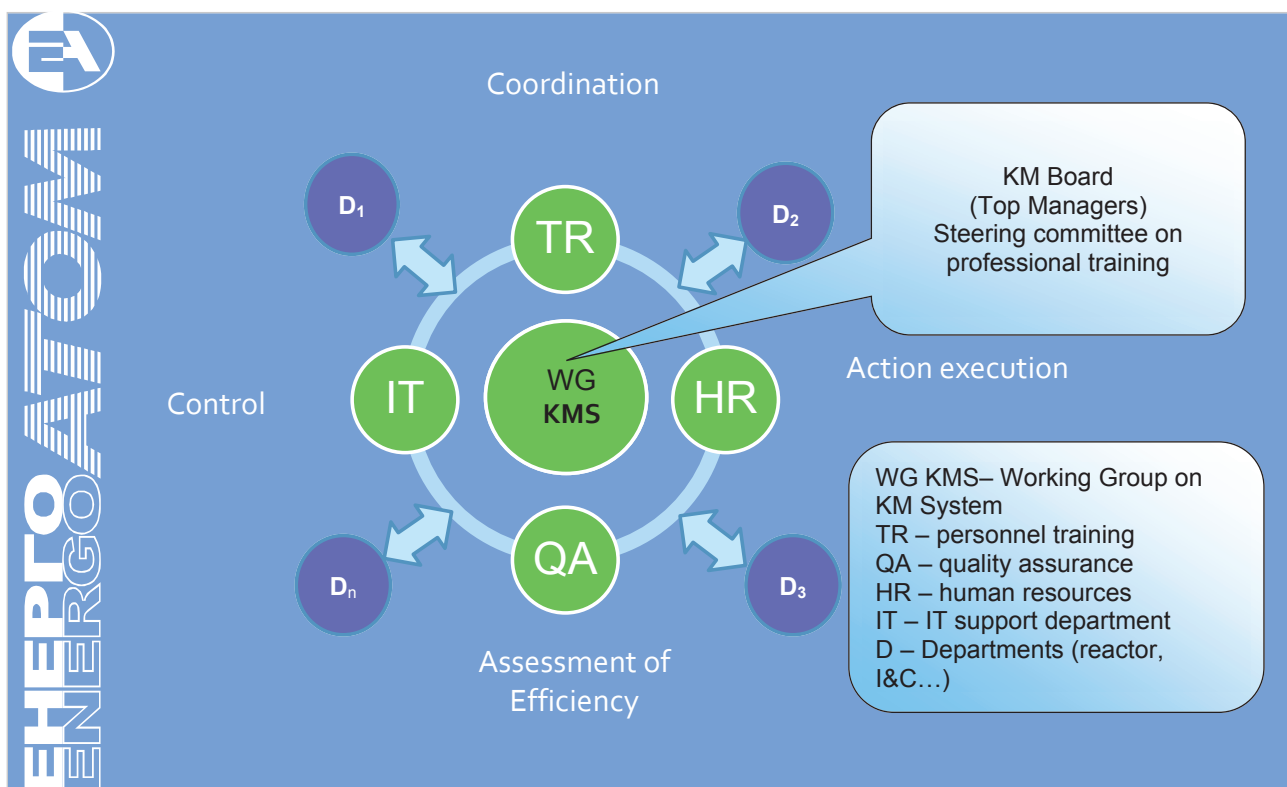 EA
ЕНЕРГО
ENERGOATOM
Coordination
D1
TR
D2
KM Board
(Top Managers)
Steering committee on
professional training
Control
IT
WG
KMS
HR
Action execution
Dn
QA
D3
Assessment of
Efficiency
WG KMS– Working Group on
KM System
TR – personnel training
QA – quality assurance
HR – human resources
IT – IT support department
D – Departments (reactor,
I&C…)